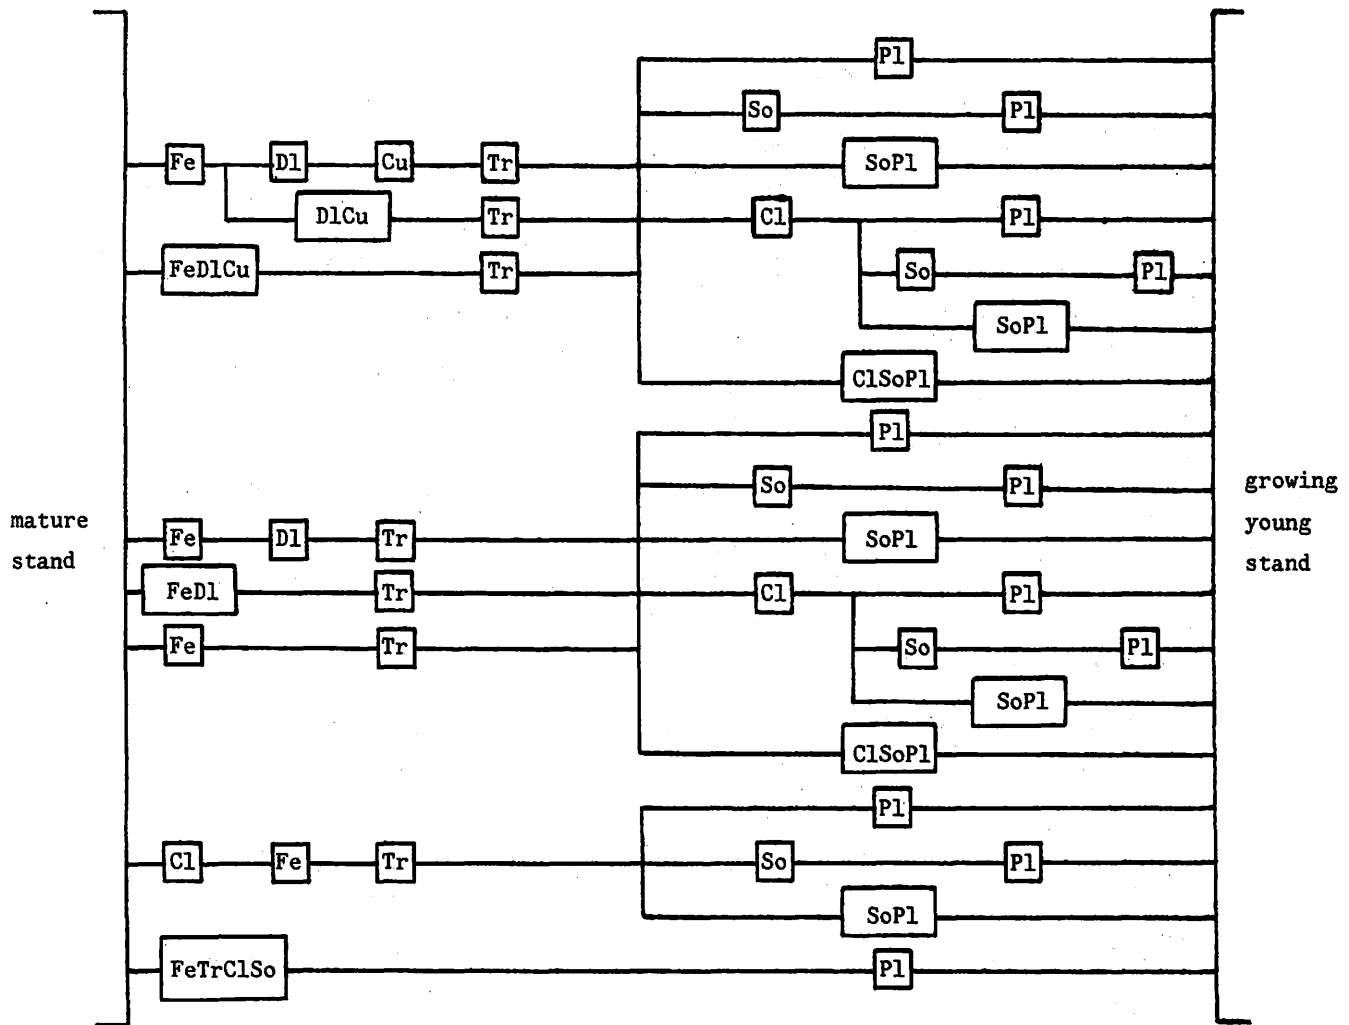 Pl
So Pl
Fe Dl Cu Tr SoPl
DlCu Tr Cl Pl
FeDlCu Tr So Pl
SoPl
ClSoPl
Pl
So Pl
growing
mature
young
Fe Dl Tr SoPl
stand
stand
FeDl Tr Cl Pl
Fe Tr So Pl
SoPl
ClSoPl
Pl
Cl Fe Tr So Pl
SoPl
FeTrClSo Pl